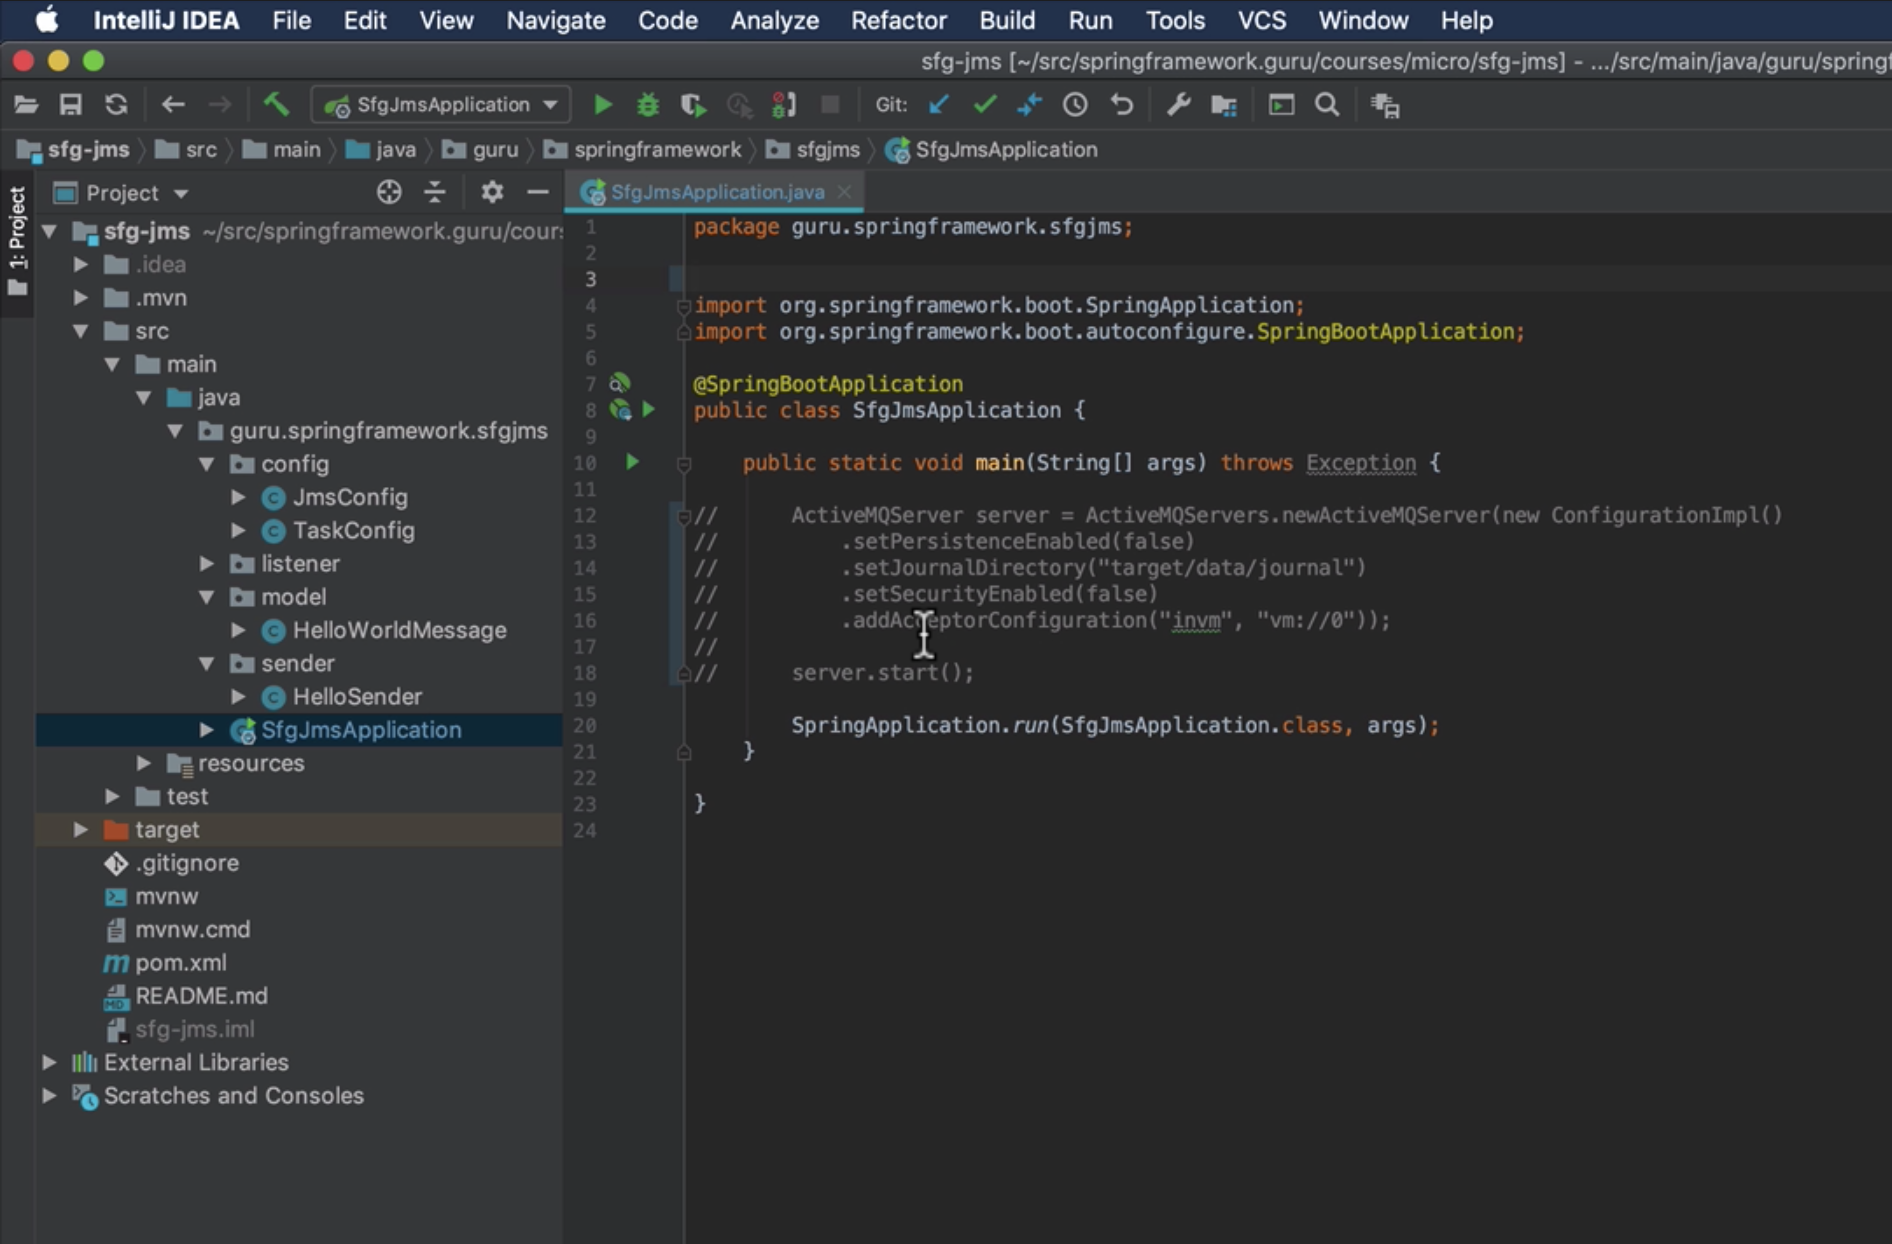 IntelliJ IDEA File Edit View Navigate Code Analyze Refactor Build Run Tools VCS Window Help
sfg-jms [~/src/springframework.guru/courses/micro/sfg-jms] - .../src/main/java/guru/springf
SfgJmsApplication Git:
sfg-jms src main java guru springframework sfgjms SfgJmsApplication
1: Project
Project
sfg-jms ~/src/springframework.guru/cour
.idea
.mvn
src
main
java
guru.springframework.sfgjms
config
JmsConfig
TaskConfig
listener
model
HelloWorldMessage
sender
HelloSender
SfgJmsApplication
resources
test
target
.gitignore
mvnw
mvnw.cmd
pom.xml
README.md
sfg-jms.iml
External Libraries
Scratches and Consoles
SfgJmsApplication.java
1 package guru.springframework.sfgjms;
2
3
4 import org.springframework.boot.SpringApplication;
5 import org.springframework.boot.autoconfigure.SpringBootApplication;
6
7 @SpringBootApplication
8 public class SfgJmsApplication {
9
10 public static void main(String[] args) throws Exception {
11
12 // ActiveMQServer server = ActiveMQServers.newActiveMQServer(new ConfigurationImpl()
13 // .setPersistenceEnabled(false)
14 // .setJournalDirectory("target/data/journal")
15 // .setSecurityEnabled(false)
16 // .addAcceptorConfiguration("invm", "vm://0"));
17 //
18 // server.start();
19
20 SpringApplication.run(SfgJmsApplication.class, args);
21 }
22
23 }
24